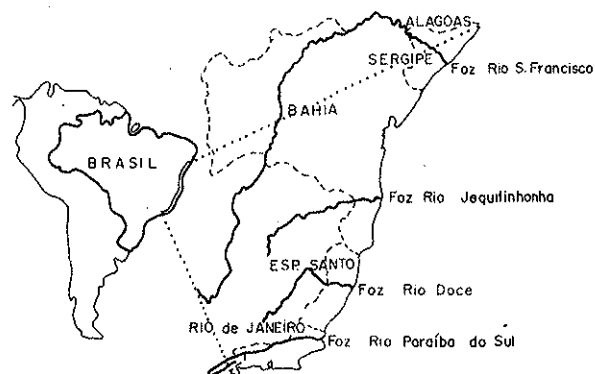 ALAGOAS
SERGIPE
Foz Rio S. Francisco
BAHIA
BRASIL
Foz Rio Jequitinhonha
ESP. SANTO
Foz Rio Doce
RIO de JANEIRO
Foz Rio Paraíba do Sul